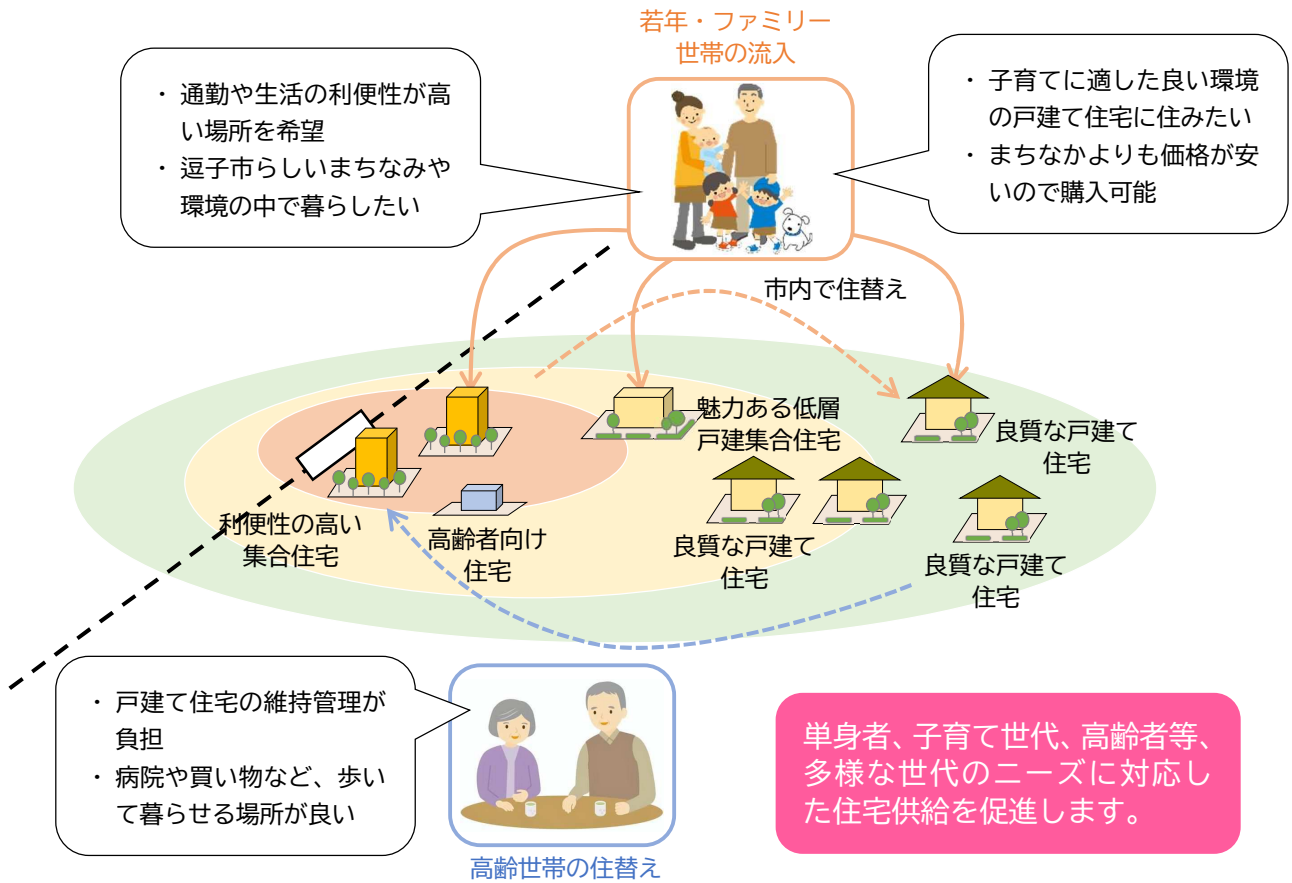 若年・ファミリー
世帯の流入
・ 通勤や生活の利便性が高
い場所を希望
・ 逗子市らしいまちなみや
環境の中で暮らしたい
・ 子育てに適した良い環境
の戸建て住宅に住みたい
・ まちなかよりも価格が安
いので購入可能
市内で住替え
魅力ある低層
戸建集合住宅
良質な戸建て
住宅
利便性の高い
集合住宅
高齢者向け
住宅
良質な戸建て
住宅
良質な戸建て
住宅
・ 戸建て住宅の維持管理が
負担
・ 病院や買い物など、歩い
て暮らせる場所が良い
高齢世帯の住替え
単身者、子育て世代、高齢者等、
多様な世代のニーズに対応し
た住宅供給を促進します。